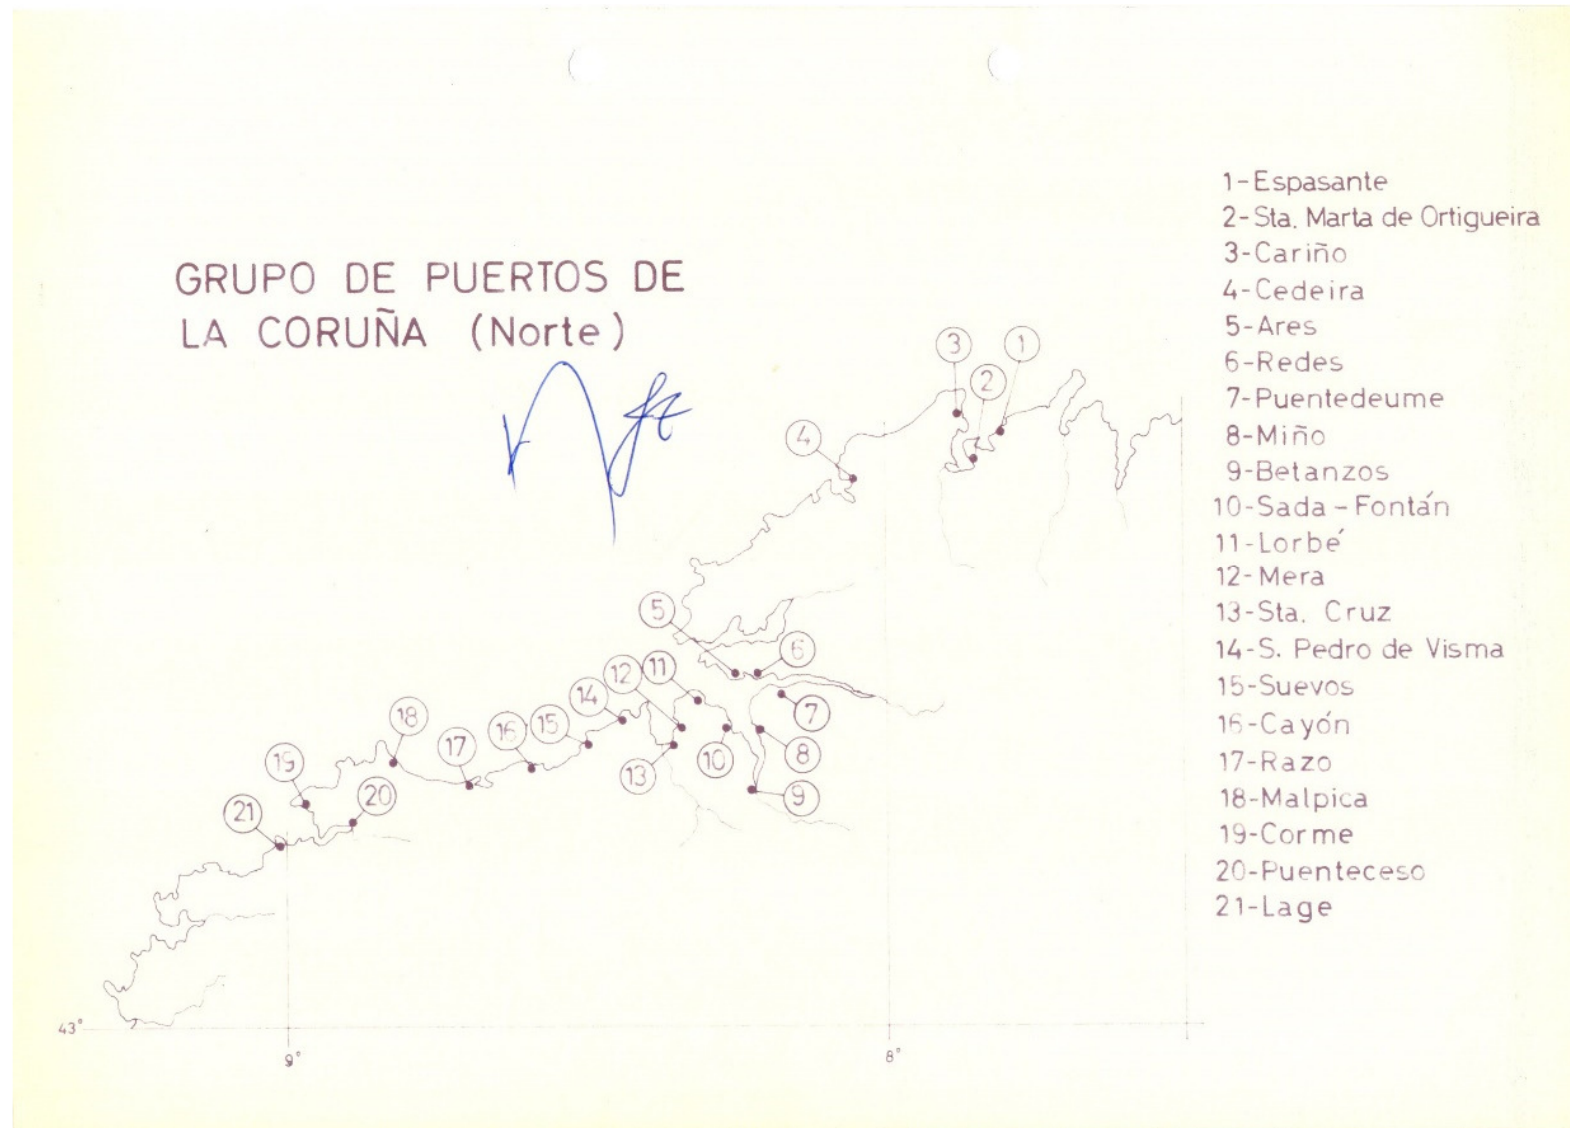 GRUPO DE PUERTOS DE
LA CORUÑA (Norte)
1-Espasante
2-Sta. Marta de Ortigueira
3-Cariño
4-Cedeira
5-Ares
6-Redes
7-Puentedeume
8-Miño
9-Betanzos
10-Sada-Fontán
11-Lorbé
12-Mera
13-Sta. Cruz
14-S. Pedro de Visma
15-Suevos
16-Cayón
17-Razo
18-Malpica
19-Corme
20-Puenteceso
21-Lage
3
1
2
4
5
6
11
12
14
7
18
15
16
17
10
8
13
19
20
9
21
43°
9°
8°